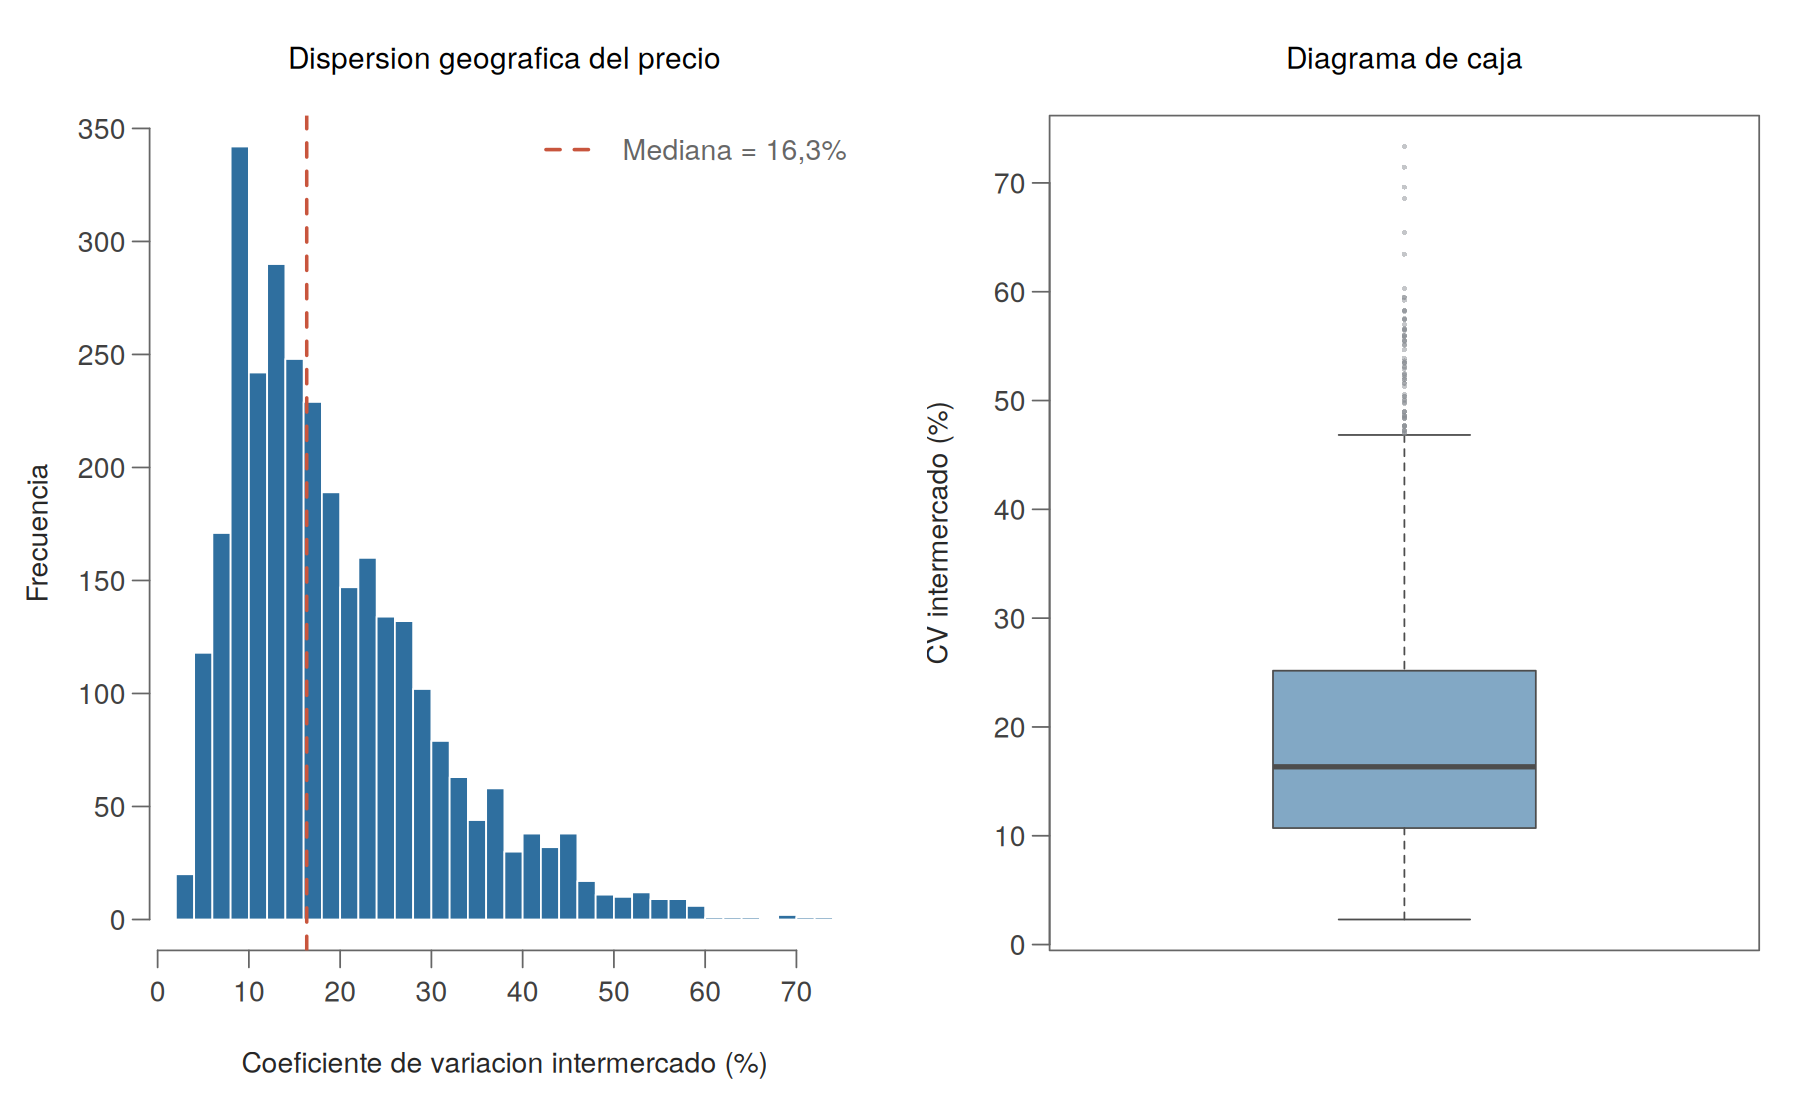 Dispersion geografica del precio
350
300
250
200
150
100
50
0
Frecuencia
Mediana = 16,3%
0 10 20 30 40 50 60 70
Coeficiente de variacion intermercado (%)
Diagrama de caja
70
60
50
40
30
20
10
0
CV intermercado (%)